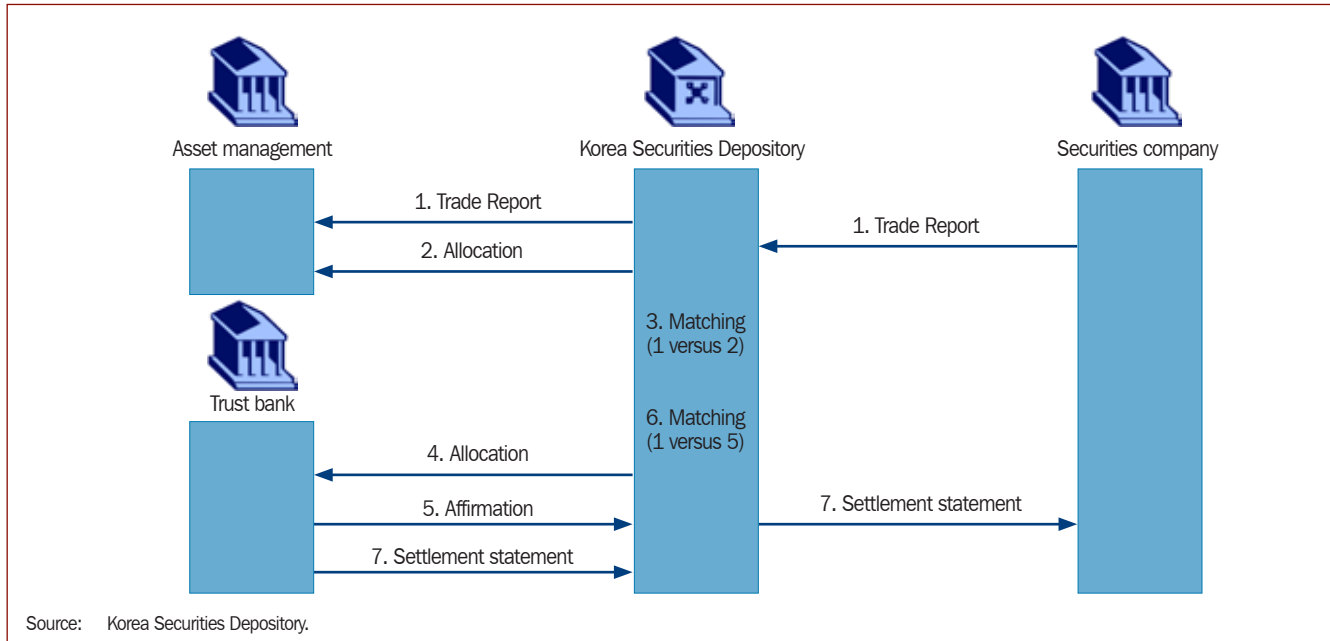 Asset management
Korea Securities Depository
Securities company
1. Trade Report
1. Trade Report
2. Allocation
3. Matching
(1 versus 2)
Trust bank
6. Matching
(1 versus 5)
4. Allocation
5. Affirmation
7. Settlement statement
7. Settlement statement
Source: Korea Securities Depository.